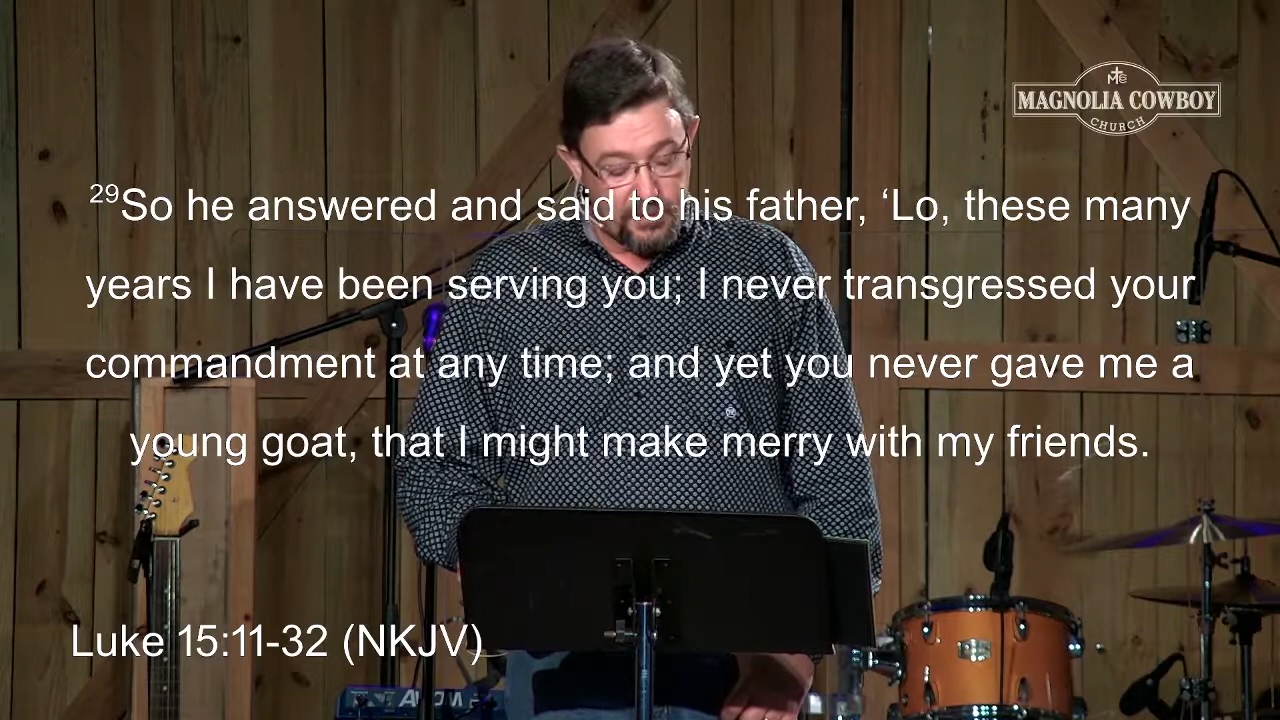 MC
MAGNOLIA COWBOY
CHURCH
²⁹So he answered and said to his father, ‘Lo, these many
years I have been serving you; I never transgressed your
commandment at any time; and yet you never gave me a
young goat, that I might make merry with my friends.
Luke 15:11-32 (NKJV)